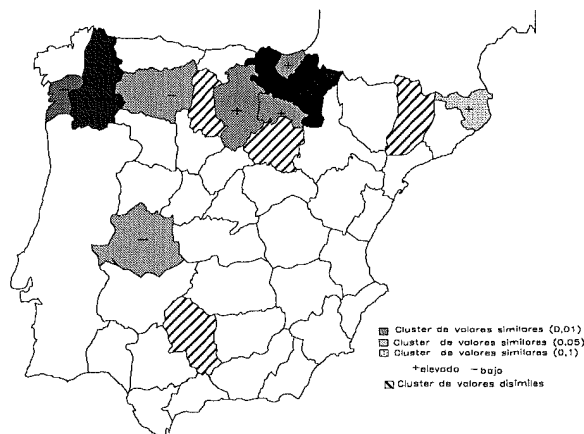 Cluster de valores similares (0,01)
Cluster de valores similares (0.05)
Cluster de valores similares (0,1)
+elevado −bajo
Cluster de valores disimiles